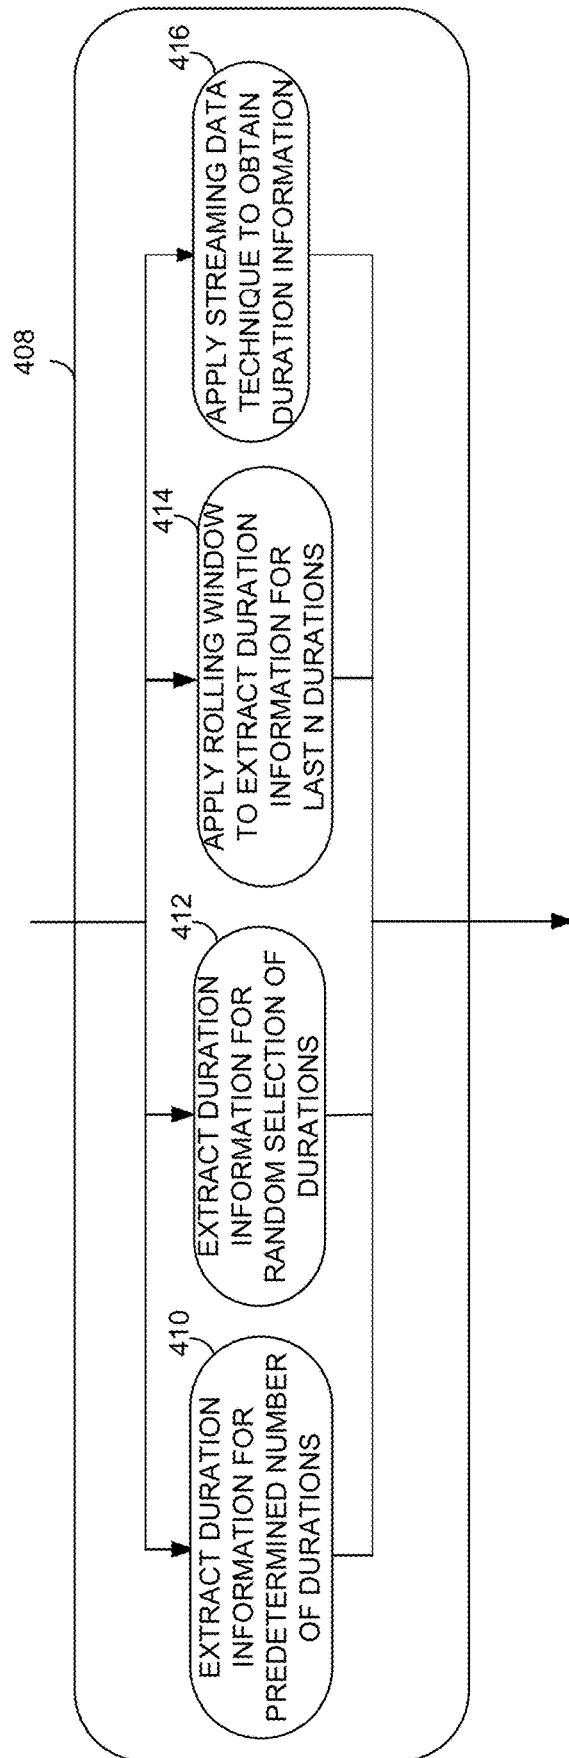 408
410
EXTRACT DURATION
INFORMATION FOR
PREDETERMINED NUMBER
OF DURATIONS
412
EXTRACT DURATION
INFORMATION FOR
RANDOM SELECTION OF
DURATIONS
414
APPLY ROLLING WINDOW
TO EXTRACT DURATION
INFORMATION FOR
LAST N DURATIONS
416
APPLY STREAMING DATA
TECHNIQUE TO OBTAIN
DURATION INFORMATION